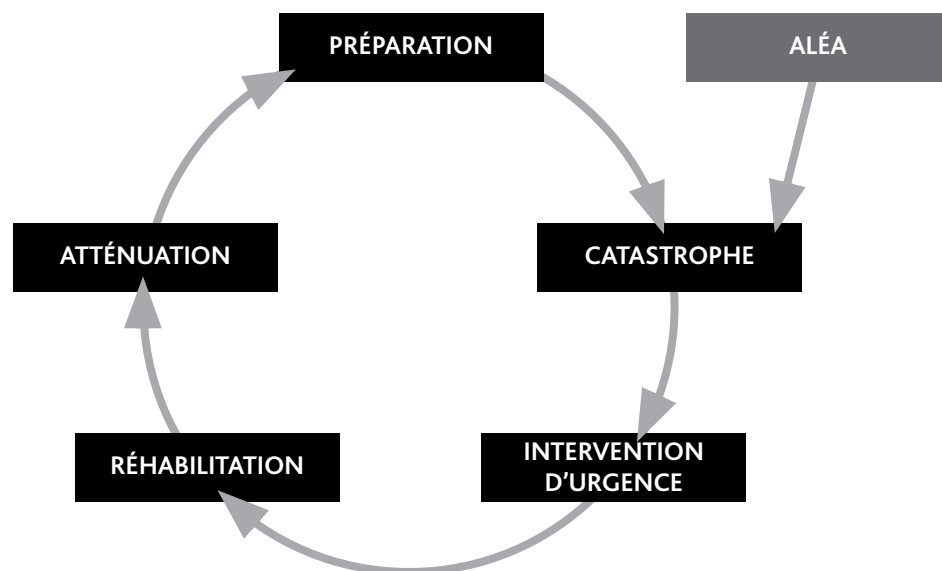 PRÉPARATION
ALÉA
ATTÉNUATION
CATASTROPHE
RÉHABILITATION
INTERVENTION
D’URGENCE